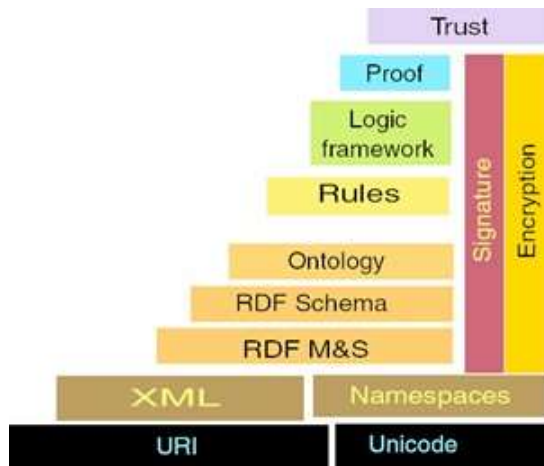 Trust
Proof
Logic
framework
Rules
Ontology
RDF Schema
RDF M&S
Signature
Encryption
XML
Namespaces
URI
Unicode